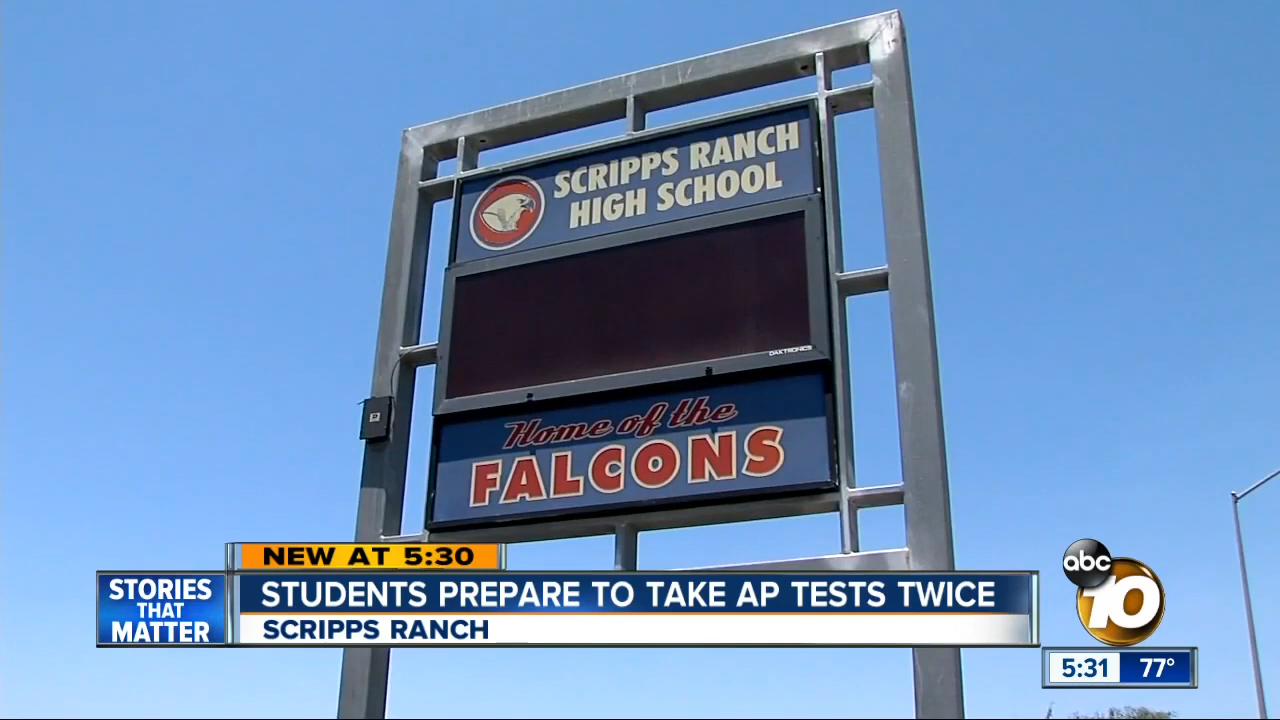 SCRIPPS RANCH
HIGH SCHOOL
DAKTRONICS
Home of the
FALCONS
NEW AT 5:30
STORIES
THAT
MATTER
STUDENTS PREPARE TO TAKE AP TESTS TWICE
SCRIPPS RANCH
abc
10
5:31 77°